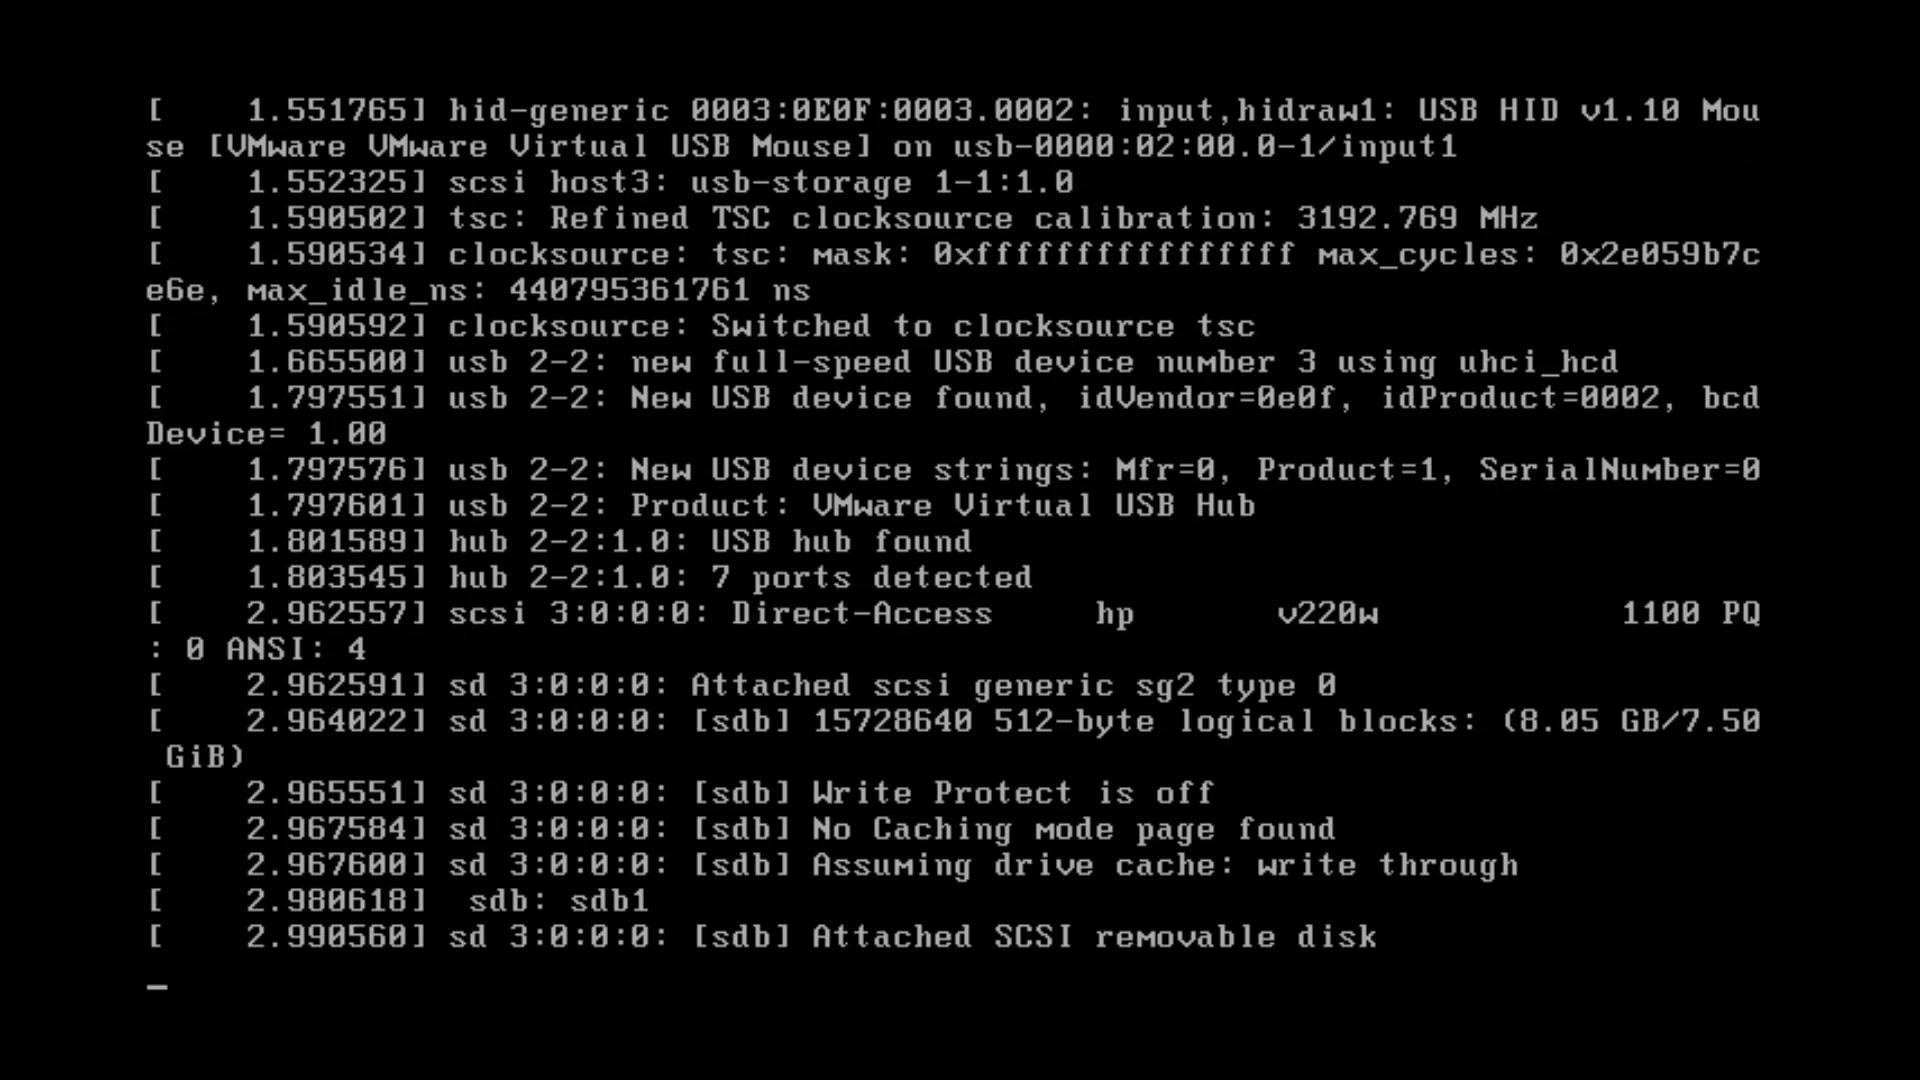 [    1.551765] hid-generic 0003:0E0F:0003.0002: input,hidraw1: USB HID v1.10 Mou
se [VMware VMware Virtual USB Mouse] on usb-0000:02:00.0-1/input1
[    1.552325] scsi host3: usb-storage 1-1:1.0
[    1.590502] tsc: Refined TSC clocksource calibration: 3192.769 MHz
[    1.590534] clocksource: tsc: mask: 0xffffffffffffffff max_cycles: 0x2e059b7c
e6e, max_idle_ns: 440795361761 ns
[    1.590592] clocksource: Switched to clocksource tsc
[    1.665500] usb 2-2: new full-speed USB device number 3 using uhci_hcd
[    1.797551] usb 2-2: New USB device found, idVendor=0e0f, idProduct=0002, bcd
Device= 1.00
[    1.797576] usb 2-2: New USB device strings: Mfr=0, Product=1, SerialNumber=0
[    1.797601] usb 2-2: Product: VMware Virtual USB Hub
[    1.801589] hub 2-2:1.0: USB hub found
[    1.803545] hub 2-2:1.0: 7 ports detected
[    2.962557] scsi 3:0:0:0: Direct-Access     hp       v220w            1100 PQ
: 0 ANSI: 4
[    2.962591] sd 3:0:0:0: Attached scsi generic sg2 type 0
[    2.964022] sd 3:0:0:0: [sdb] 15728640 512-byte logical blocks: (8.05 GB/7.50
 GiB)
[    2.965551] sd 3:0:0:0: [sdb] Write Protect is off
[    2.967584] sd 3:0:0:0: [sdb] No Caching mode page found
[    2.967600] sd 3:0:0:0: [sdb] Assuming drive cache: write through
[    2.980618]  sdb: sdb1
[    2.990560] sd 3:0:0:0: [sdb] Attached SCSI removable disk
_